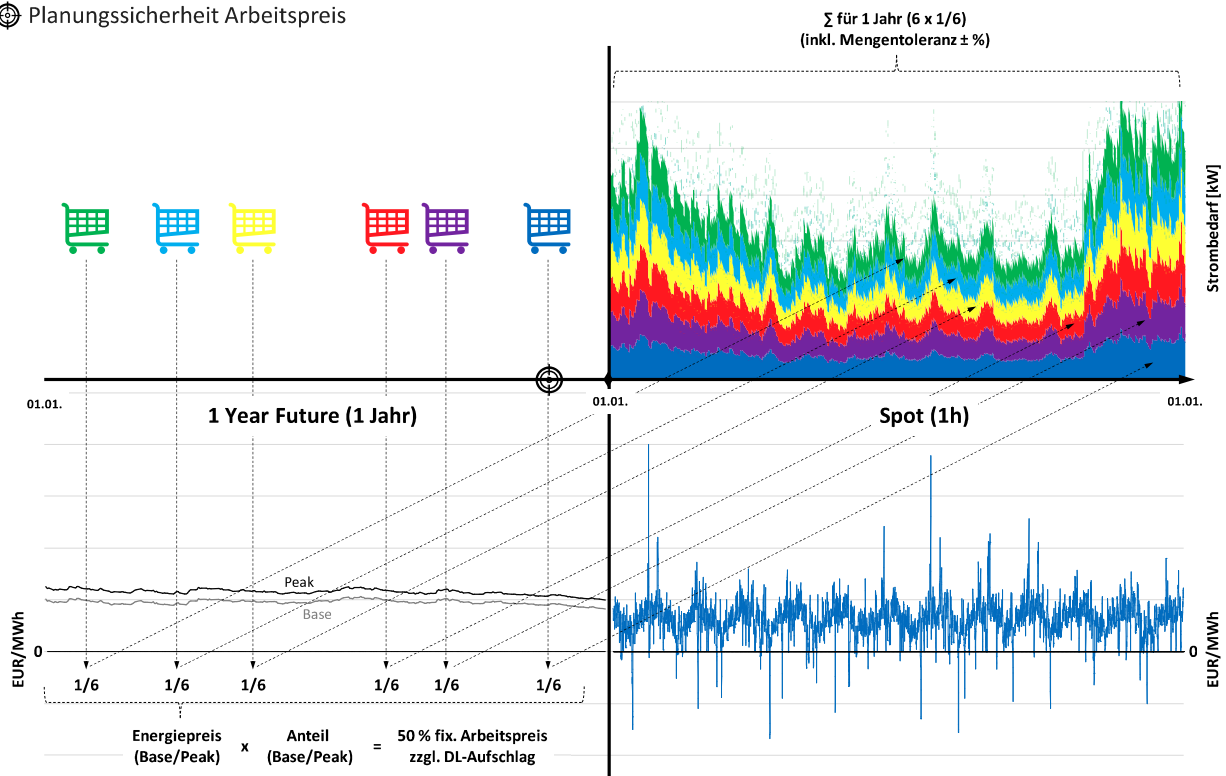 Planungssicherheit Arbeitspreis
∑ für 1 Jahr (6 x 1/6)
(inkl. Mengentoleranz ± %)
Strombedarf [kW]
01.01.
01.01.
01.01.
1 Year Future (1 Jahr)
Spot (1h)
Peak
Base
EUR/MWh
0
0
EUR/MWh
1/6
1/6
1/6
1/6
1/6
1/6
Energiepreis
(Base/Peak)
x
Anteil
(Base/Peak)
=
50 % fix. Arbeitspreis
zzgl. DL-Aufschlag